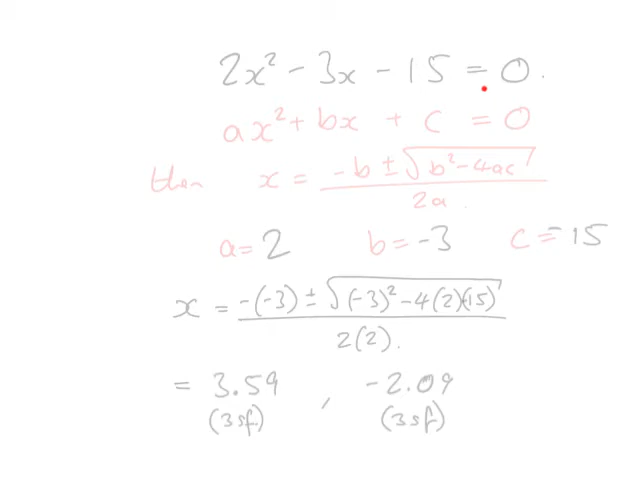 2x² - 3x - 15 = 0.
ax² + bx + c = 0
then x = (-b ± √(b² - 4ac)) / 2a.
a = 2 b = -3 c = -15
x = (-(-3) ± √((-3)² - 4(2)(-15))) / 2(2).
= 3.59 , -2.09
(3sf) (3sf)